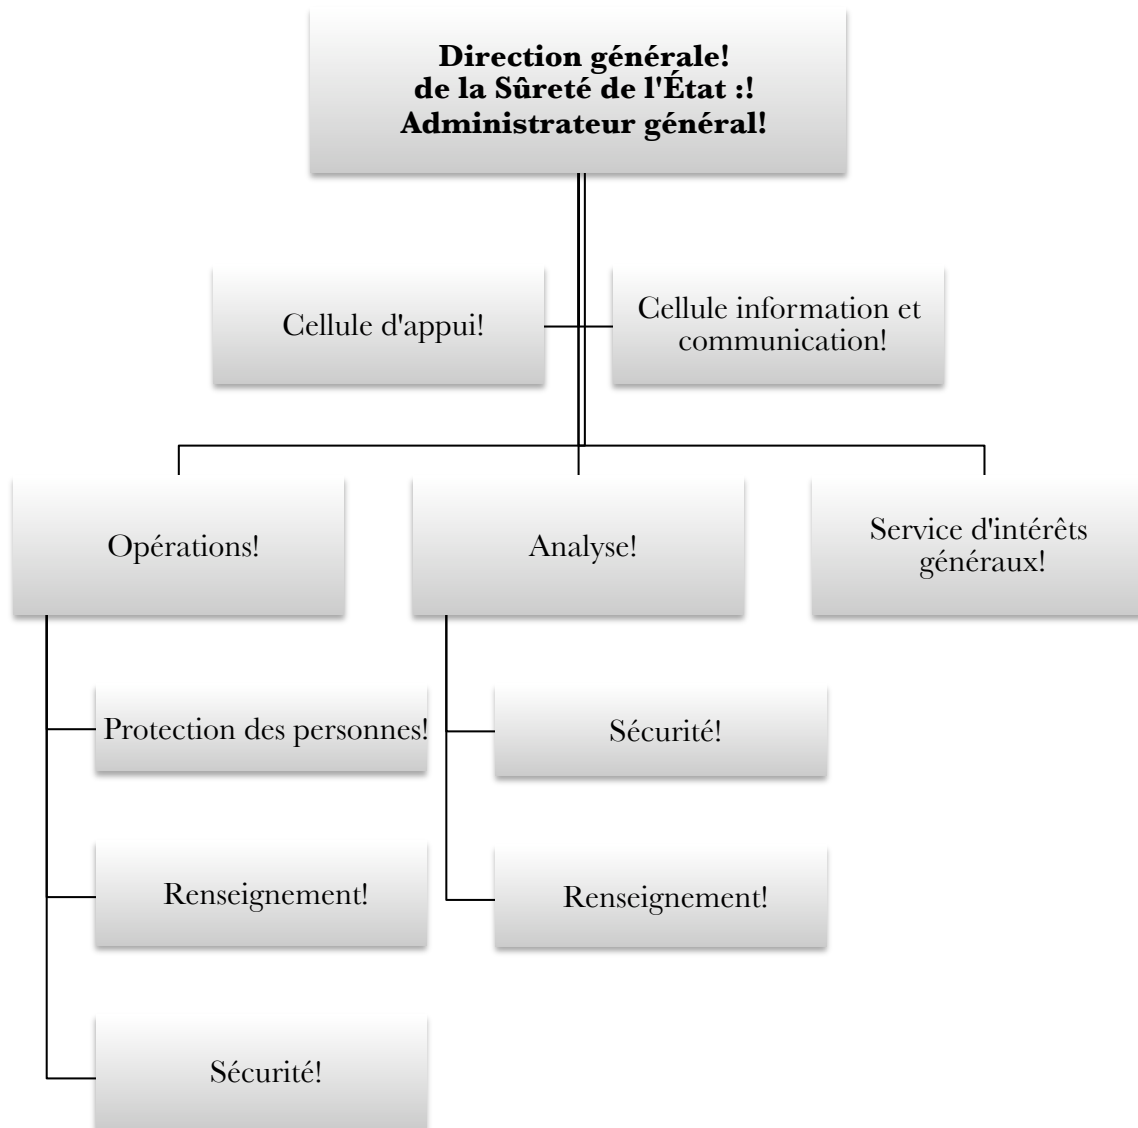 Direction générale!
de la Sûreté de l'État :!
Administrateur général!
Cellule d'appui!
Cellule information et
communication!
Opérations!
Analyse!
Service d'intérêts
généraux!
Protection des personnes!
Renseignement!
Sécurité!
Sécurité!
Renseignement!